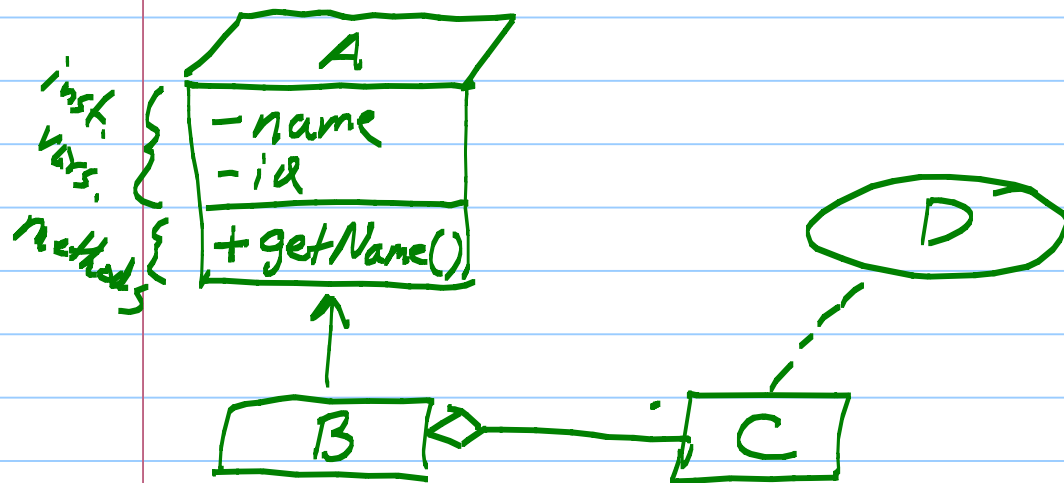 A
inst.
vars.
- name
- id
methods
+ getName()
D
B
C